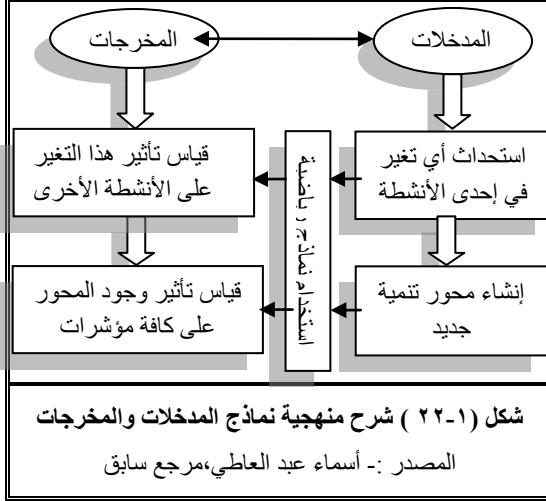 المدخلات
المخرجات
استحداث أي تغير
في إحدى الأنشطة
استخدام نماذج رياضية
قياس تأثير هذا التغير
على الأنشطة الأخرى
إنشاء محور تنمية
جديد
قياس تأثير وجود المحور
على كافة مؤشرات
شكل (١-٢٢ ) شرح منهجية نماذج المدخلات والمخرجات
المصدر :- أسماء عبد العاطي،مرجع سابق